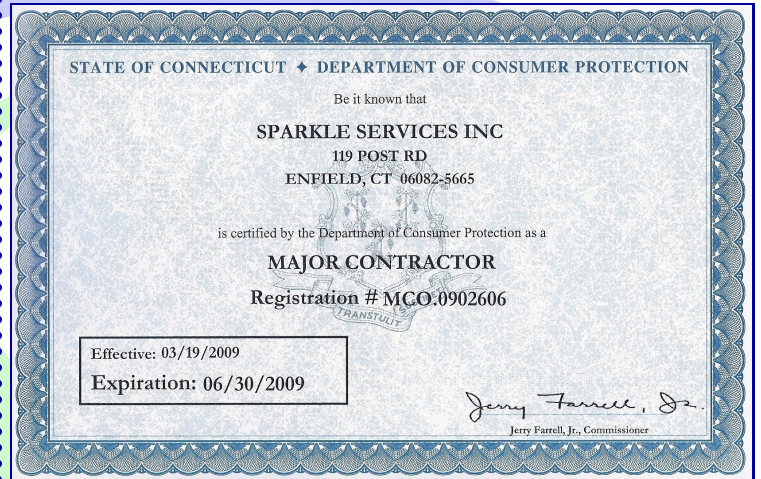 STATE OF CONNECTICUT ✦ DEPARTMENT OF CONSUMER PROTECTION
Be it known that
SPARKLE SERVICES INC
119 POST RD
ENFIELD, CT 06082-5665
is certified by the Department of Consumer Protection as a
MAJOR CONTRACTOR
Registration # MCO.0902606
TRANSTULIT
Effective: 03/19/2009
Expiration: 06/30/2009
Jerry Farrell, Jr.
Jerry Farrell, Jr., Commissioner